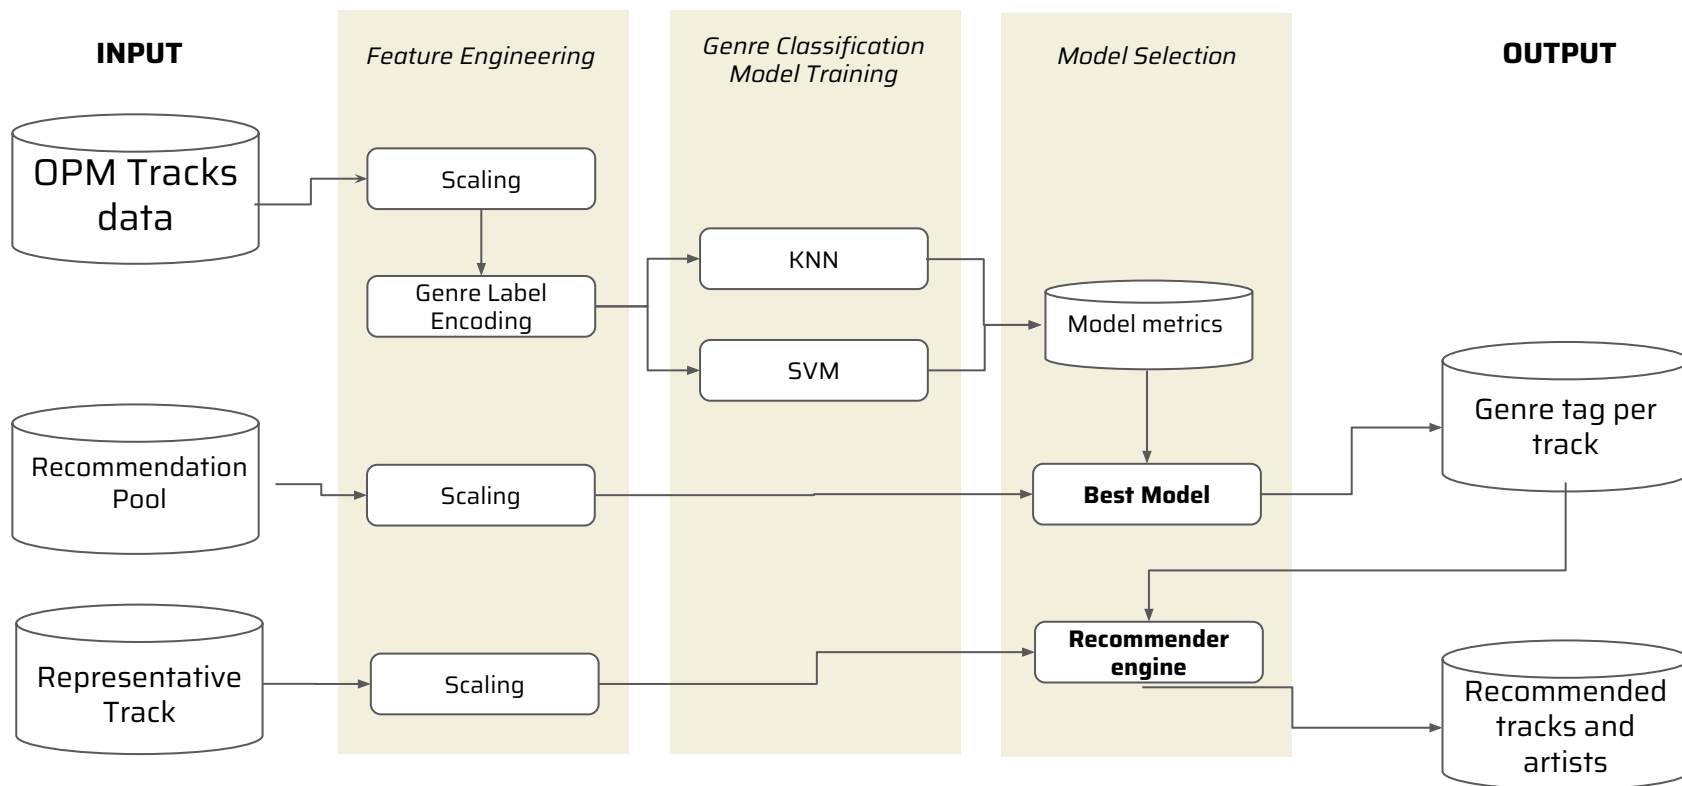 INPUT
Feature Engineering
Genre Classification
Model Training
Model Selection
OUTPUT
OPM Tracks
data
Scaling
Genre Label
Encoding
KNN
SVM
Model metrics
Genre tag per
track
Recommendation
Pool
Scaling
Best Model
Representative
Track
Scaling
Recommender
engine
Recommended
tracks and
artists